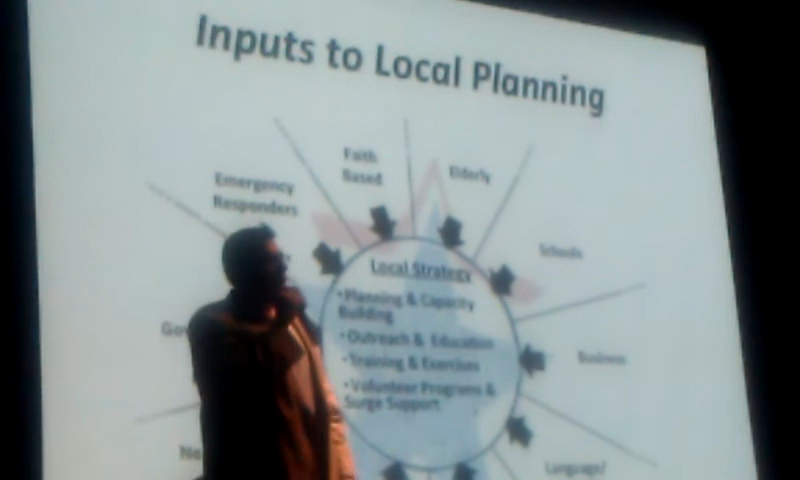 Inputs to Local Planning
Faith
Based
Elderly
Emergency
Responders
Schools
Local Strategy
•Planning & Capacity
Building
•Outreach & Education
•Training & Exercises
•Volunteer Programs &
Surge Support
Business
Language/